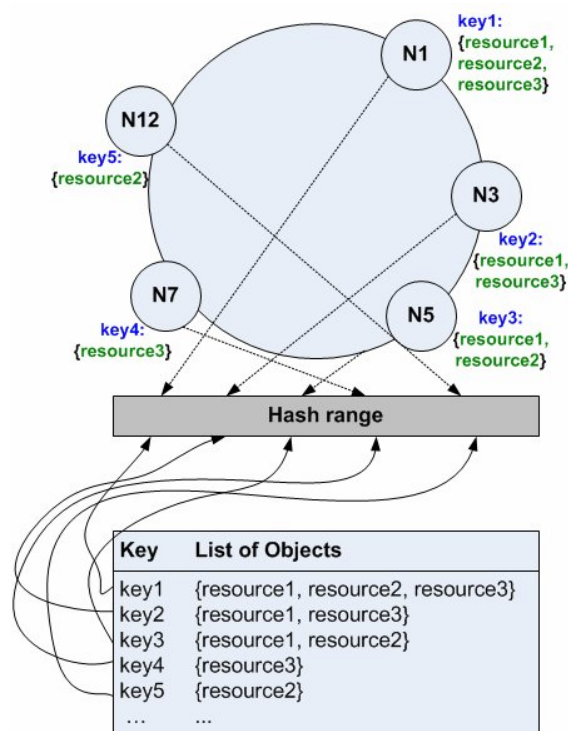 N1
key1:
{resource1,
resource2,
resource3}
N12
key5:
{resource2}
N3
key2:
{resource1,
resource3}
N7
key4:
{resource3}
N5
key3:
{resource1,
resource2}
Hash range
Key List of Objects
key1 {resource1, resource2, resource3}
key2 {resource1, resource3}
key3 {resource1, resource2}
key4 {resource3}
key5 {resource2}
... ...